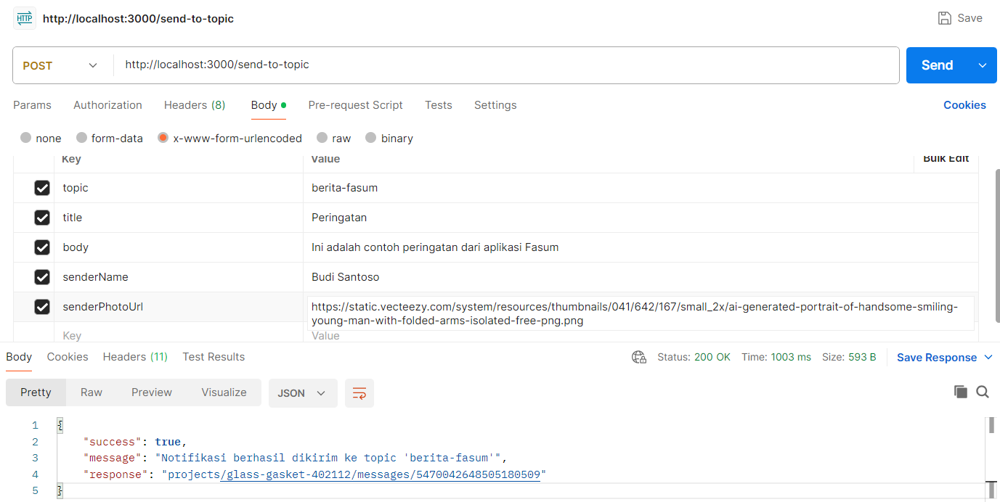 HTTP http://localhost:3000/send-to-topic Save
POST http://localhost:3000/send-to-topic Send
Params Authorization Headers (8) Body Pre-request Script Tests Settings Cookies
none form-data x-www-form-urlencoded raw binary
Key Value Bulk Edit
topic berita-fasum
title Peringatan
body Ini adalah contoh peringatan dari aplikasi Fasum
senderName Budi Santoso
senderPhotoUrl https://static.vecteezy.com/system/resources/thumbnails/041/642/167/small_2x/ai-generated-portrait-of-handsome-smiling-
young-man-with-folded-arms-isolated-free-png.png
Key Value
Body Cookies Headers (11) Test Results Status: 200 OK Time: 1003 ms Size: 593 B Save Response
Pretty Raw Preview Visualize JSON
1 {
2 "success": true,
3 "message": "Notifikasi berhasil dikirim ke topic 'berita-fasum'",
4 "response": "projects/glass-gasket-402112/messages/5470042648505180509"
5 }